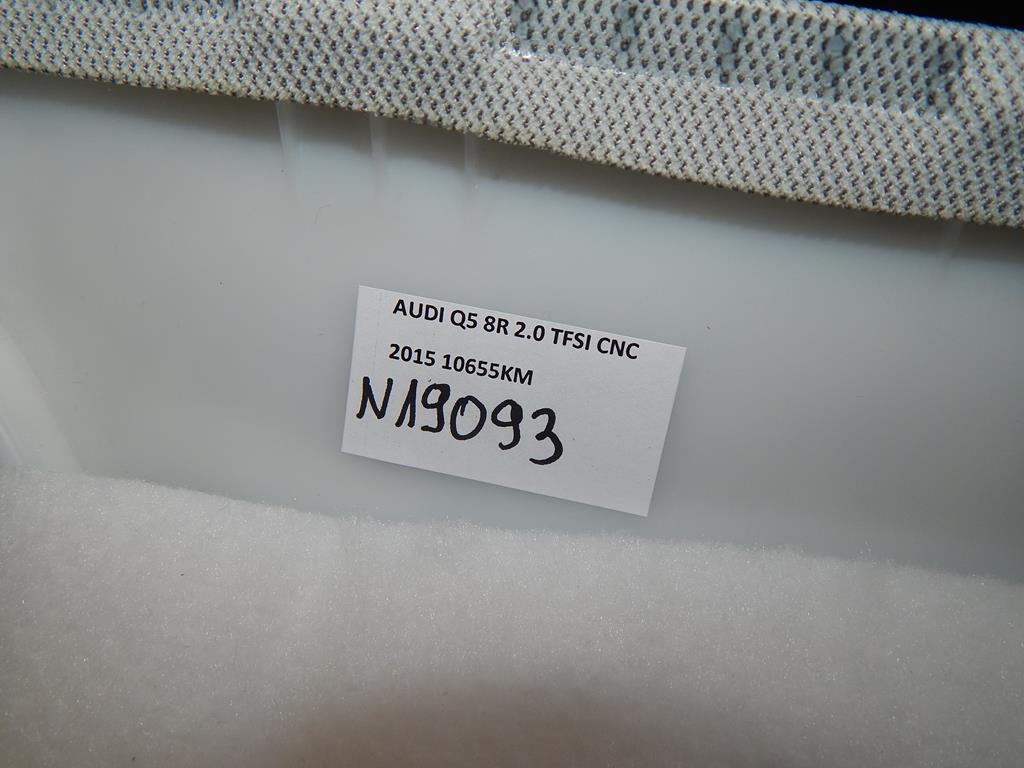 AUDI Q5 8R 2.0 TFSI CNC
2015 10655KM
N19093